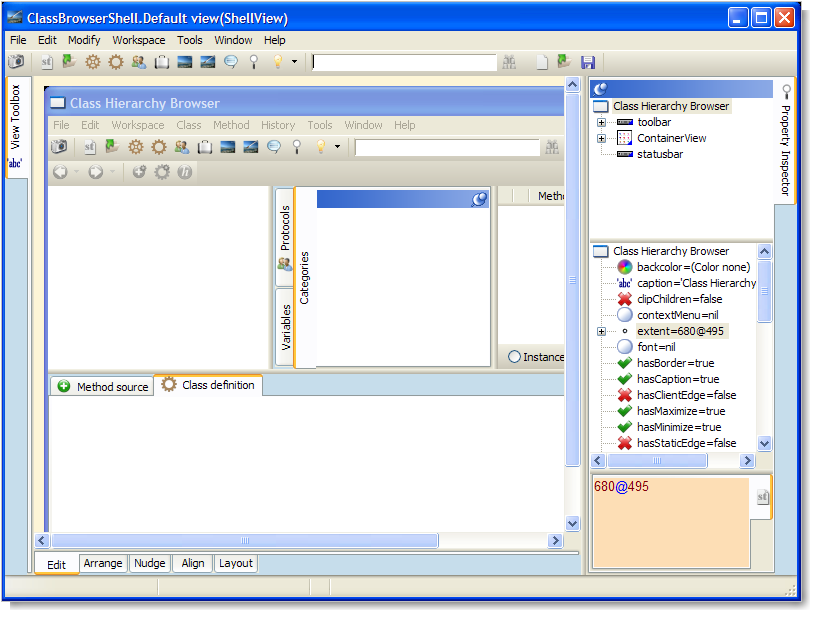 ClassBrowserShell.Default view(ShellView)
File Edit Modify Workspace Tools Window Help
st
View Toolbox
'abc'
Class Hierarchy Browser
File Edit Workspace Class Method History Tools Window Help
st
Protocols
Variables
Categories
Metho
Instance
Method source
Class definition
Edit Arrange Nudge Align Layout
Class Hierarchy Browser
toolbar
ContainerView
statusbar
Property Inspector
Class Hierarchy Browser
backcolor=(Color none)
'abc' caption='Class Hierarchy
clipChildren=false
contextMenu=nil
extent=680@495
font=nil
hasBorder=true
hasCaption=true
hasClientEdge=false
hasMaximize=true
hasMinimize=true
hasStaticEdge=false
680@495
st